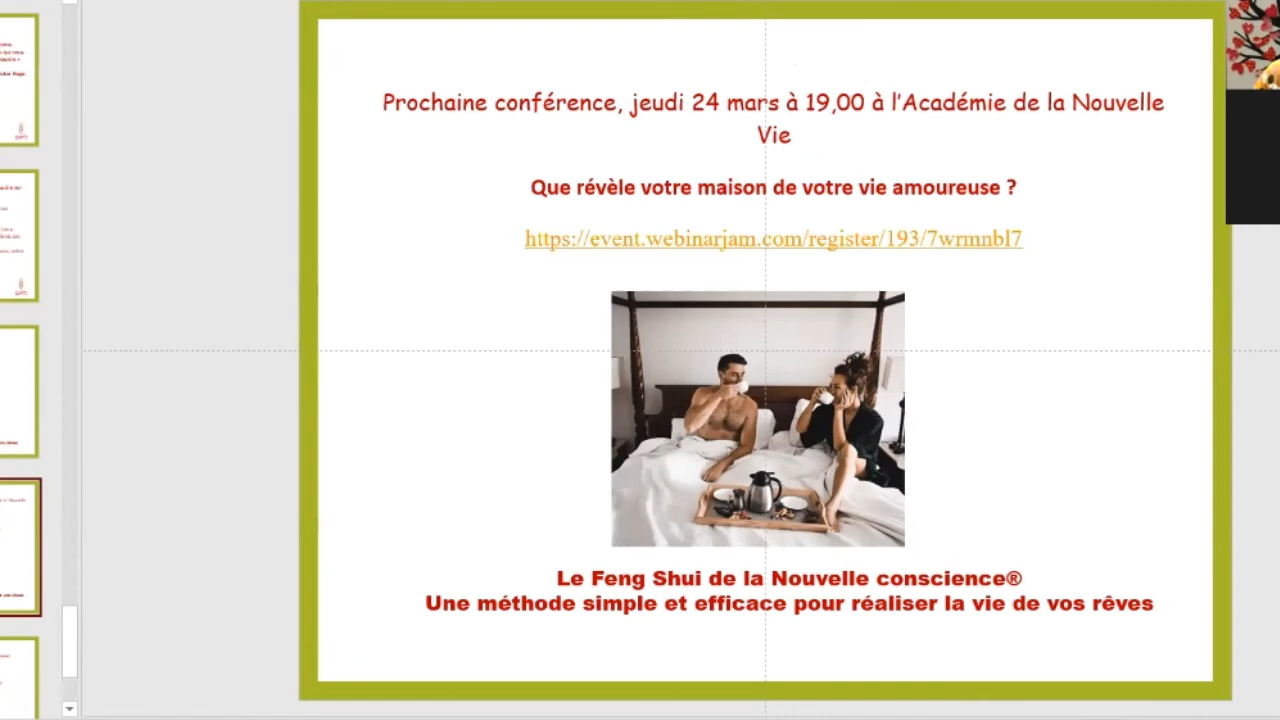 Prochaine conférence, jeudi 24 mars à 19,00 à l'Académie de la Nouvelle
Vie
Que révèle votre maison de votre vie amoureuse ?
https://event.webinarjam.com/register/193/7wrmnbl7
Le Feng Shui de la Nouvelle conscience®
Une méthode simple et efficace pour réaliser la vie de vos rêves